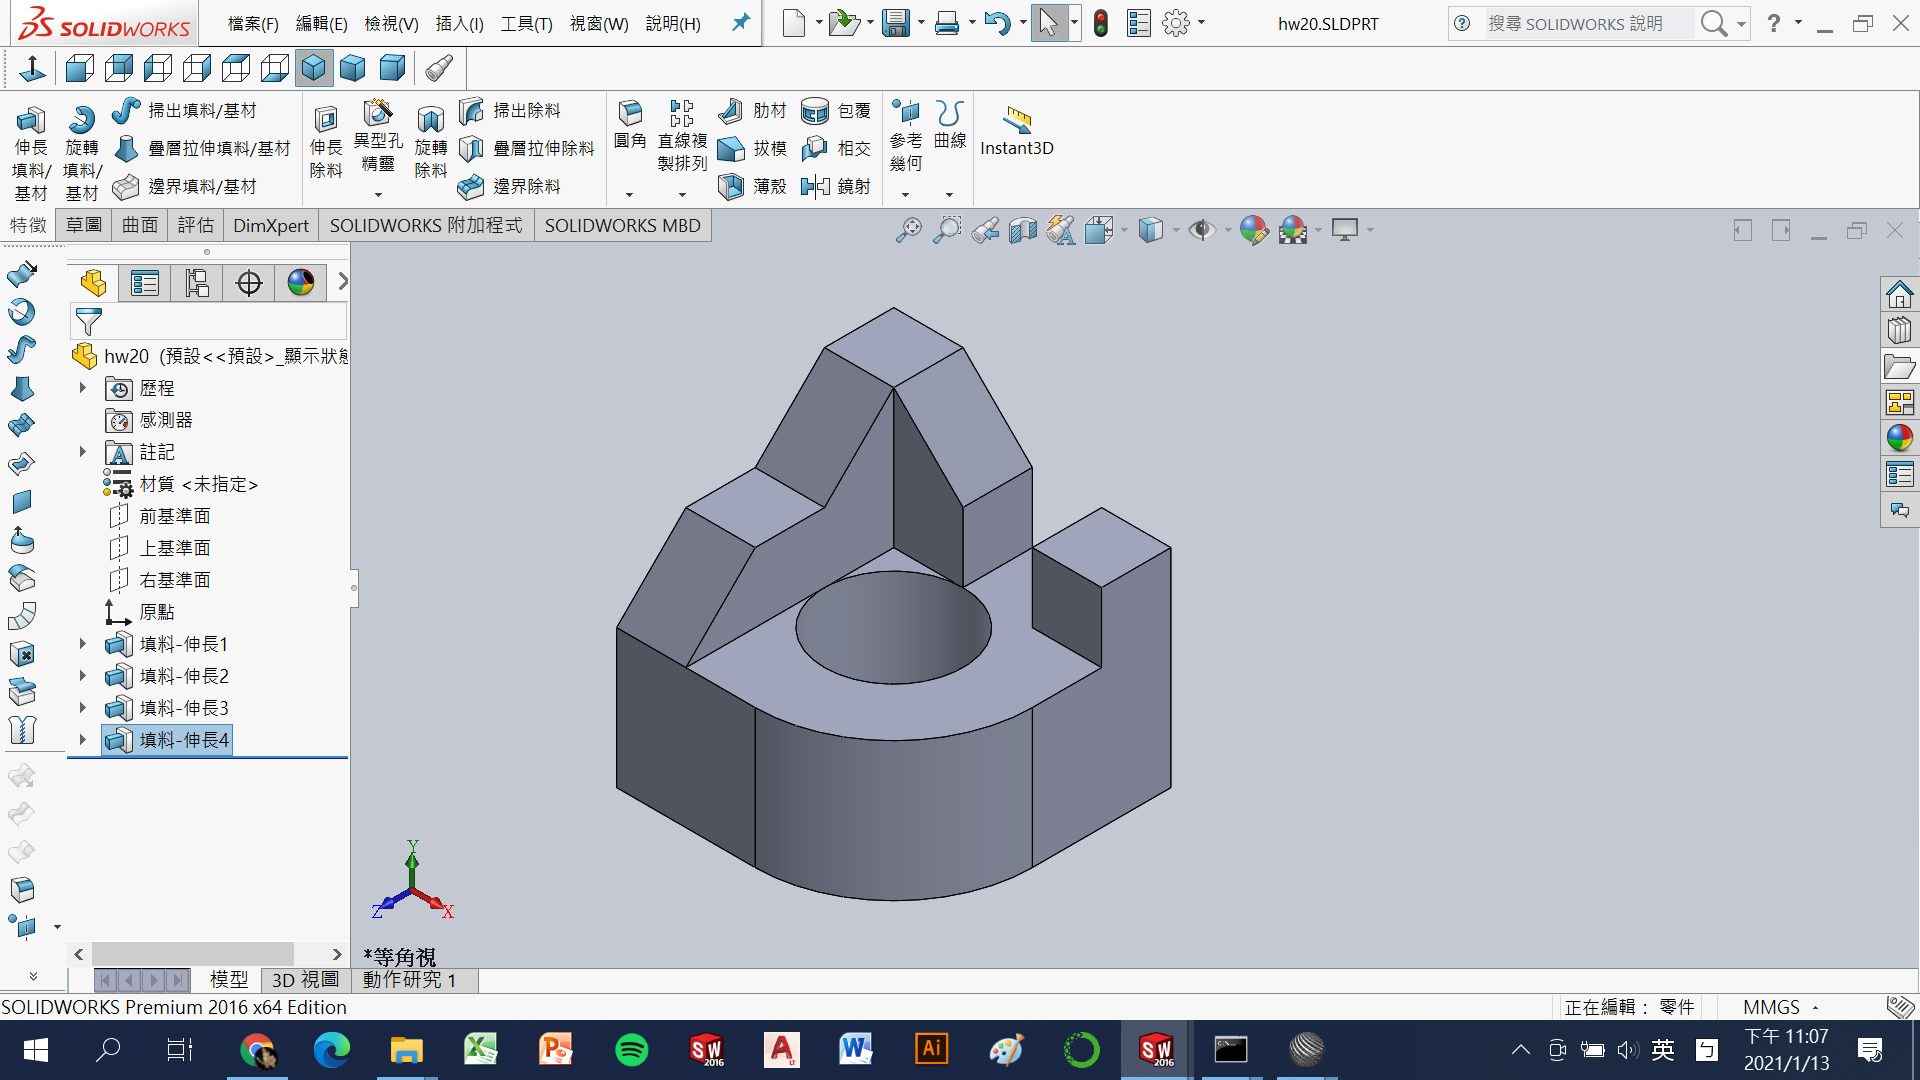 SOLIDWORKS
檔案(F) 編輯(E) 檢視(V) 插入(I) 工具(T) 視窗(W) 說明(H)
hw20.SLDPRT
搜尋 SOLIDWORKS 說明
伸長填料/基材
旋轉填料/基材
掃出填料/基材
疊層拉伸填料/基材
邊界填料/基材
伸長除料
異型孔精靈
旋轉除料
掃出除料
疊層拉伸除料
邊界除料
圓角
直線複製排列
肋材
拔模
薄殼
包覆
相交
鏡射
參考幾何
曲線
Instant3D
特徵 草圖 曲面 評估 DimXpert SOLIDWORKS 附加程式 SOLIDWORKS MBD
hw20 (預設<<預設>_顯示狀態
歷程
感測器
註記
材質 <未指定>
前基準面
上基準面
右基準面
原點
填料-伸長1
填料-伸長2
填料-伸長3
填料-伸長4
Y
Z
X
*等角視
模型 3D 視圖 動作研究 1
SOLIDWORKS Premium 2016 x64 Edition
正在編輯： 零件
MMGS
SW 2016
Ai
SW 2016
英
下午 11:07
2021/1/13